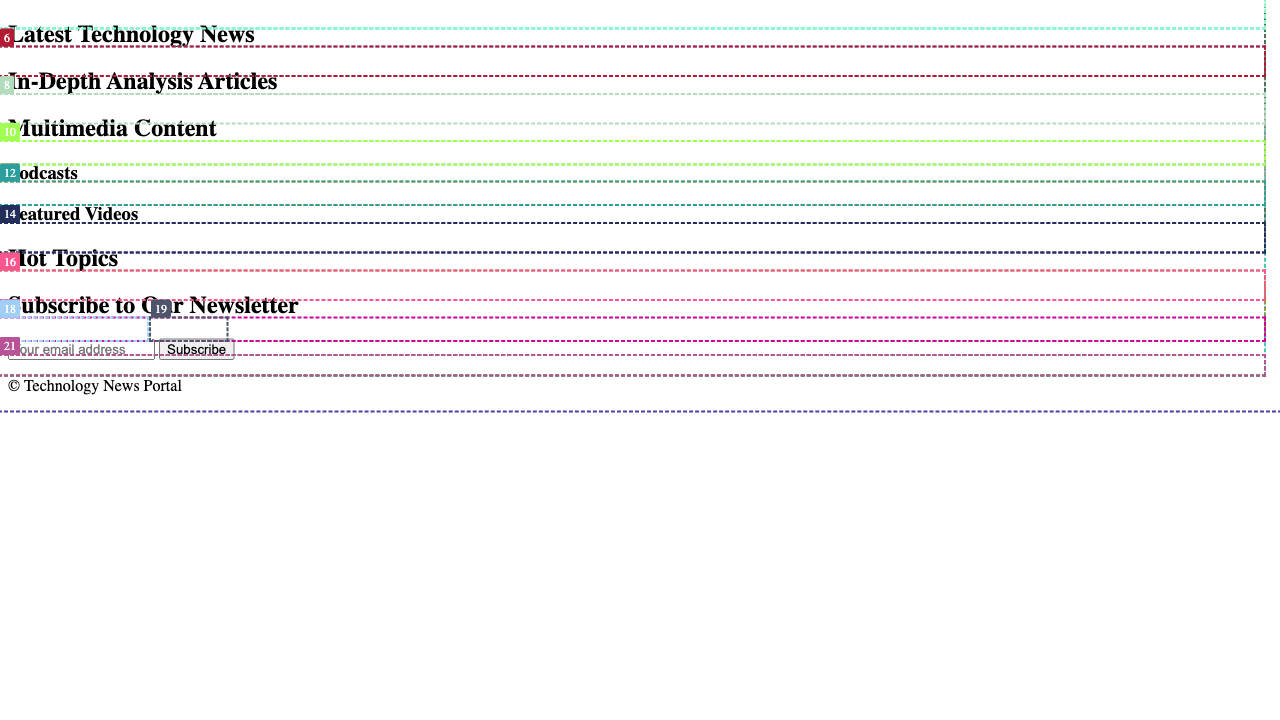 Latest Technology News
6
In-Depth Analysis Articles
8
Multimedia Content
10
Podcasts
12
Featured Videos
14
Hot Topics
16
Subscribe to Our Newsletter
18
19
Your email address
Subscribe
21
© Technology News Portal